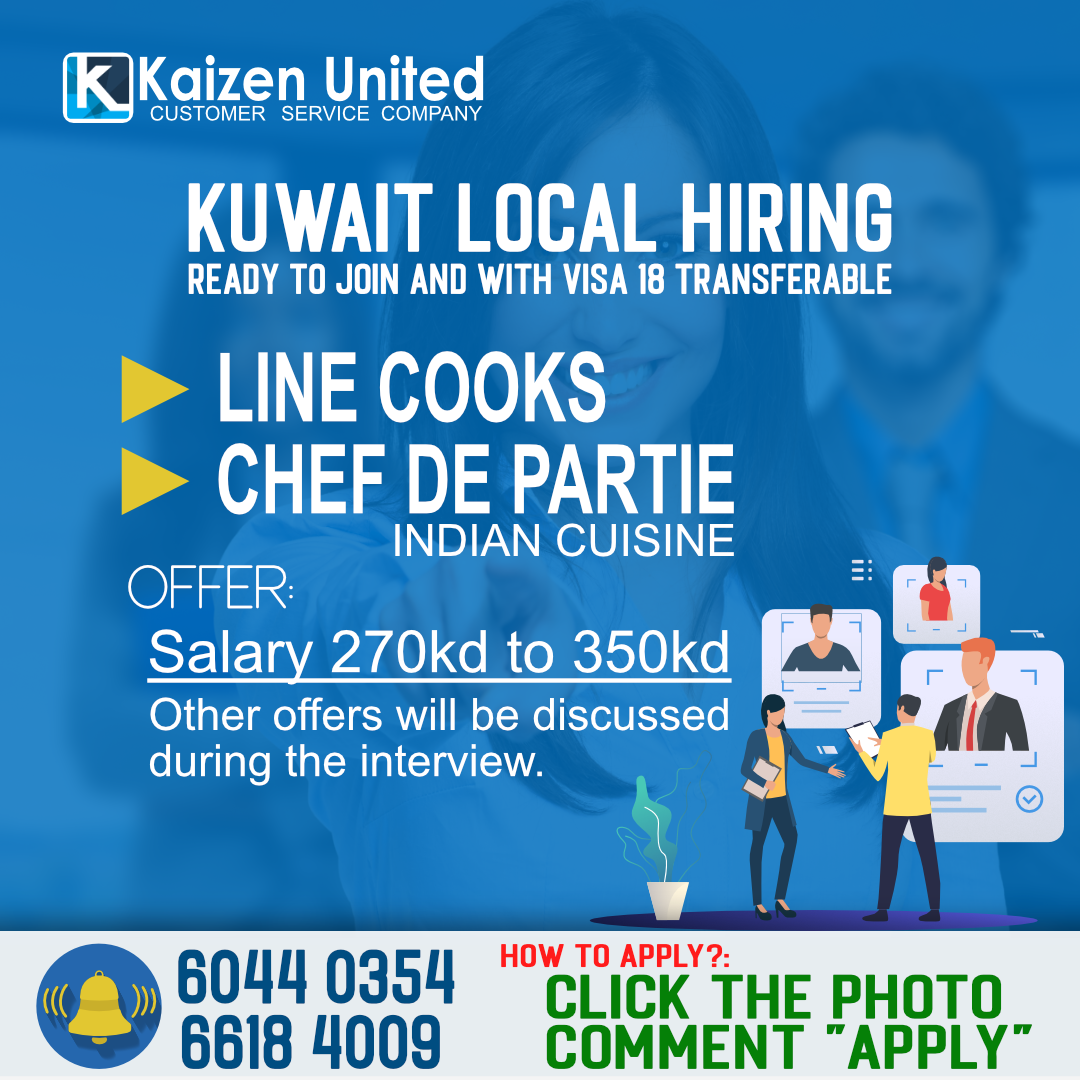 K Kaizen United
CUSTOMER SERVICE COMPANY
KUWAIT LOCAL HIRING
READY TO JOIN AND WITH VISA 18 TRANSFERABLE
LINE COOKS
CHEF DE PARTIE
INDIAN CUISINE
OFFER:
Salary 270kd to 350kd
Other offers will be discussed
during the interview.
6044 0354
6618 4009
HOW TO APPLY?:
CLICK THE PHOTO
COMMENT "APPLY"